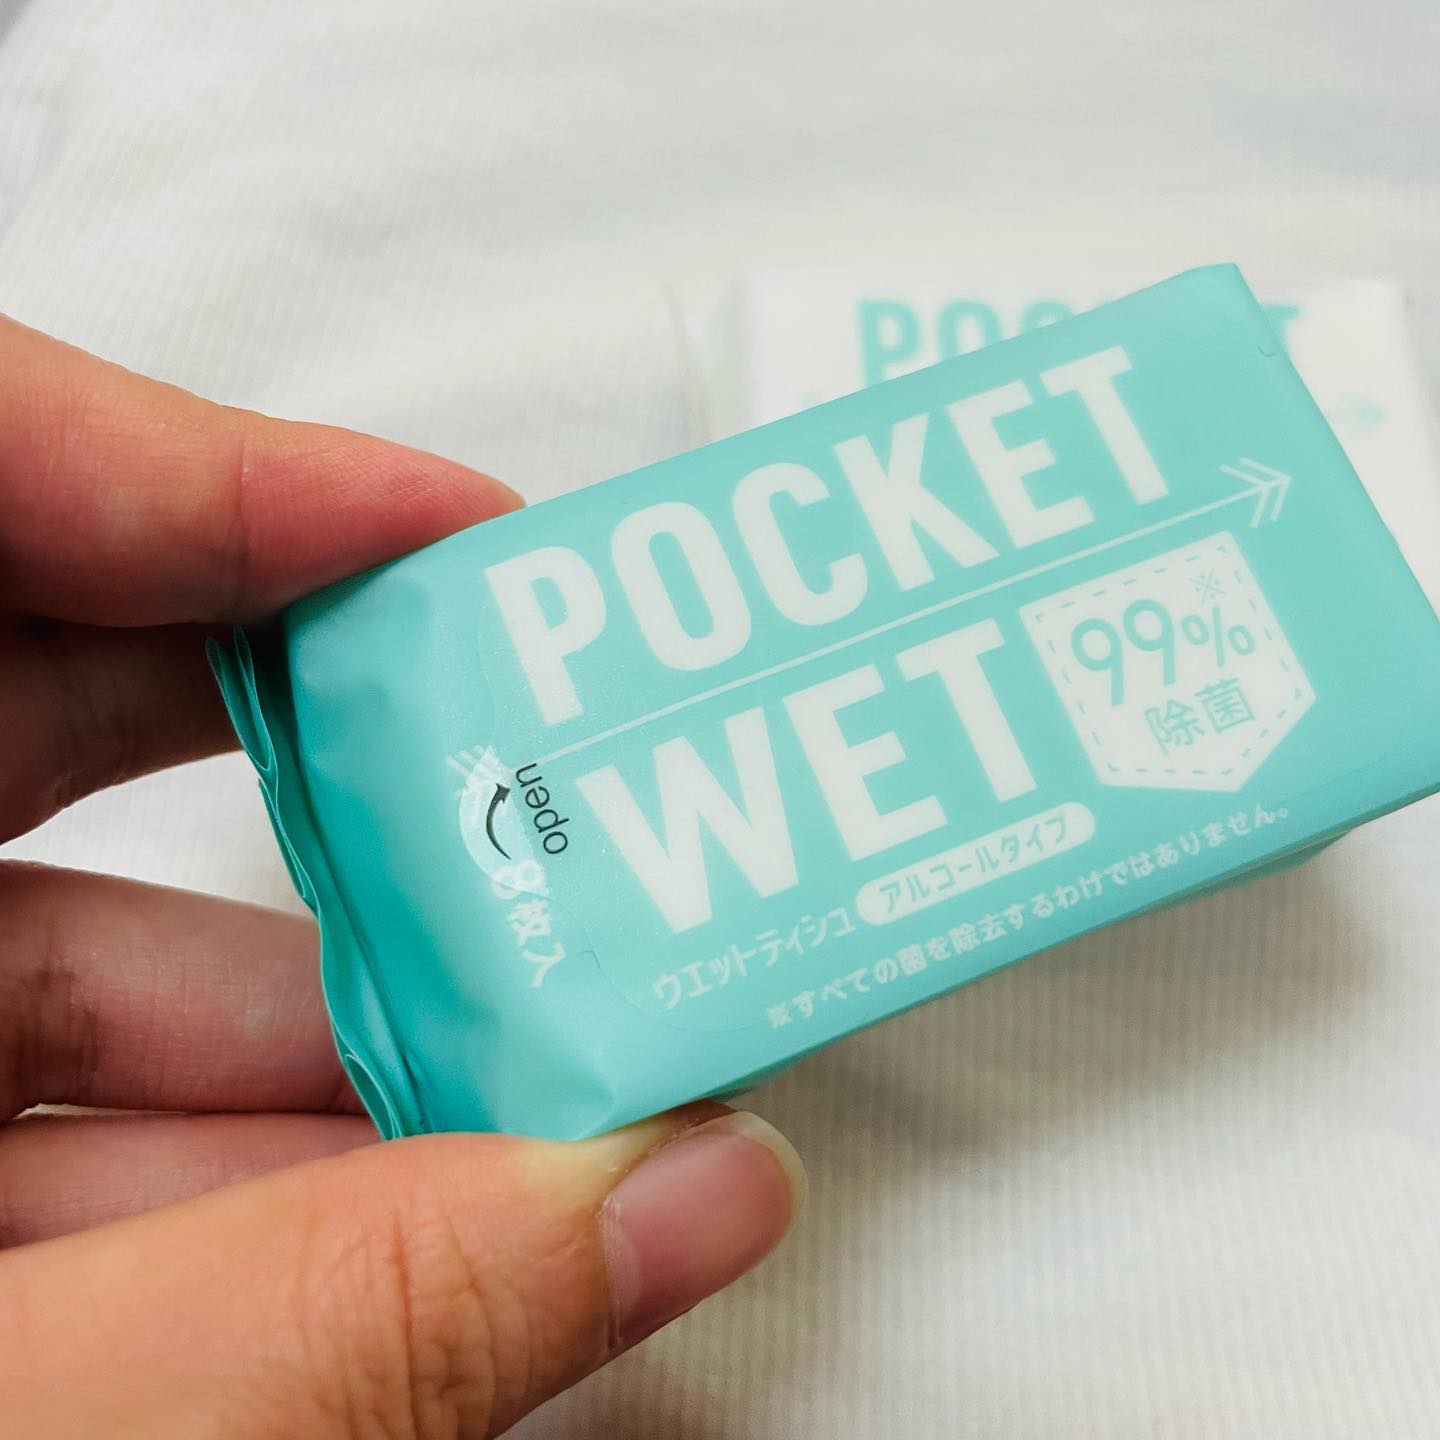 POCKET
POCKET
WET
※
99%
除菌
open
8枚入
ウエットティシュ アルコールタイプ
※すべての菌を除去するわけではありません。